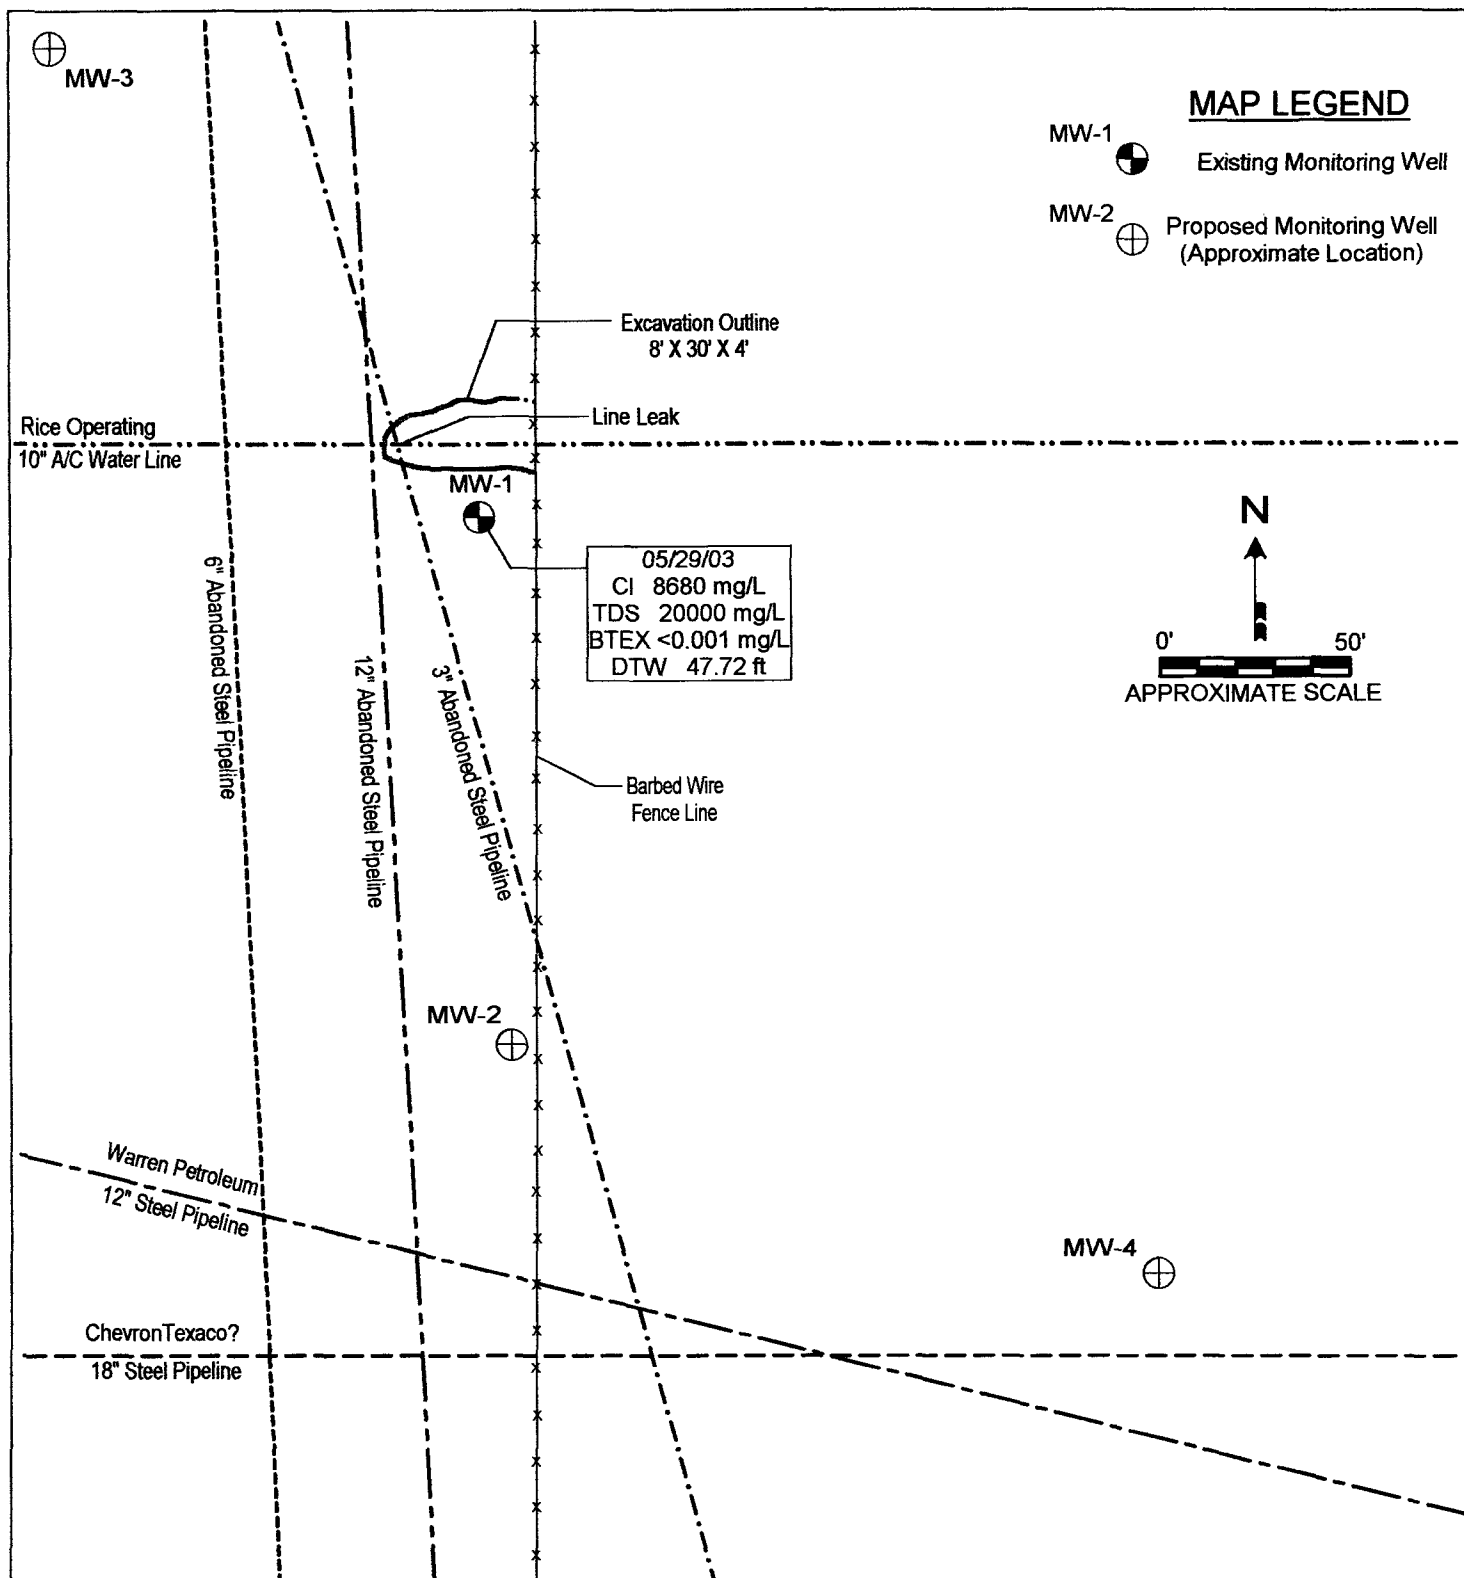 MW-3
MAP LEGEND
MW-1
Existing Monitoring Well
MW-2
Proposed Monitoring Well
(Approximate Location)
Excavation Outline
8' X 30' X 4'
Line Leak
Rice Operating
10" A/C Water Line
MW-1
05/29/03
Cl 8680 mg/L
TDS 20000 mg/L
BTEX <0.001 mg/L
DTW 47.72 ft
N
0' 50'
APPROXIMATE SCALE
6" Abandoned Steel Pipeline
12" Abandoned Steel Pipeline
3" Abandoned Steel Pipeline
Barbed Wire
Fence Line
MW-2
Warren Petroleum
12" Steel Pipeline
MW-4
ChevronTexaco?
18" Steel Pipeline